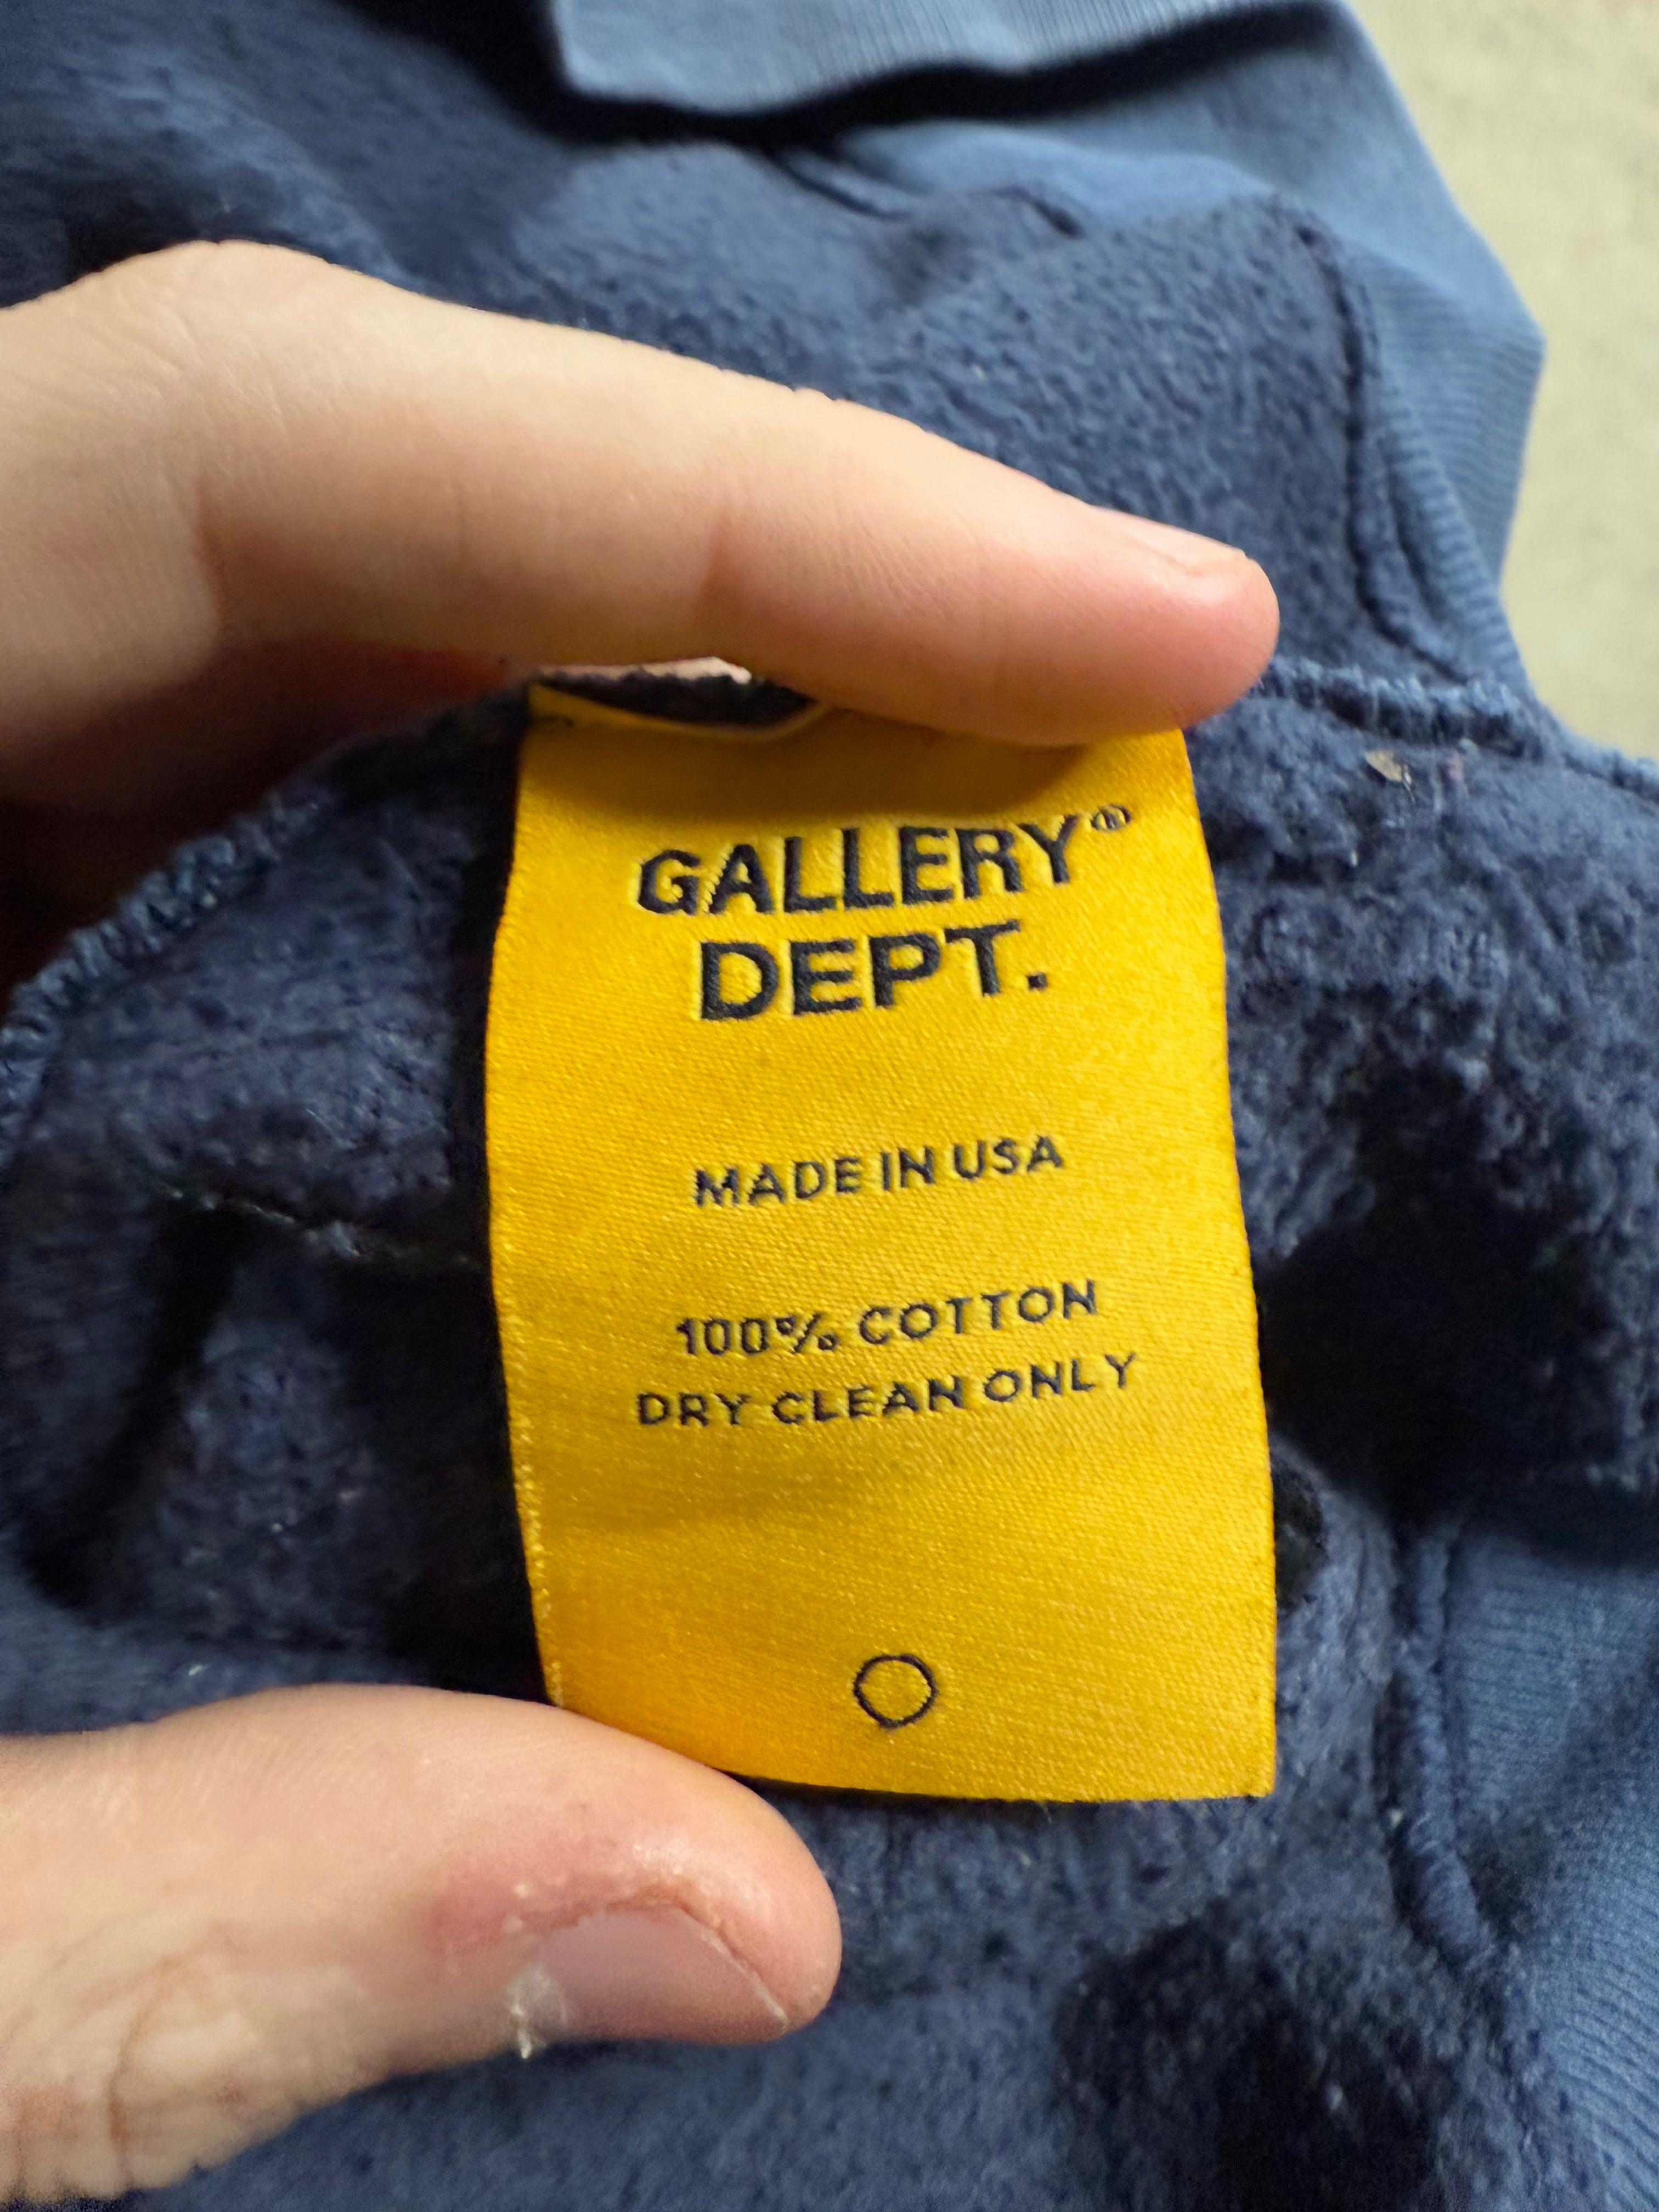 GALLERY®
DEPT.
MADE IN USA
100% COTTON
DRY CLEAN ONLY